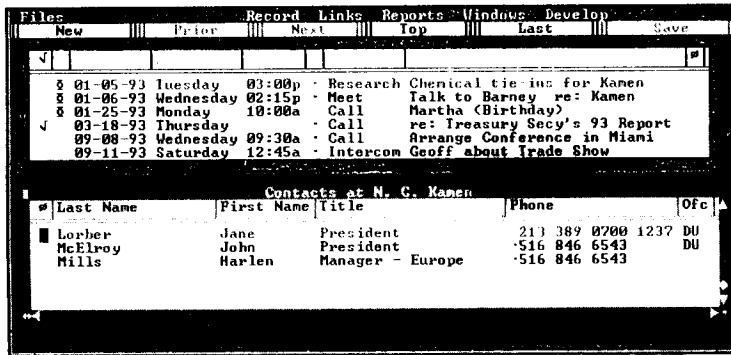 Files Record Links Reports Windows Develop
New Prior Next Top Last Save
√ ø
01-05-93 Tuesday 03:00p · Research Chemical tie-ins for Kamen
01-06-93 Wednesday 02:15p · Meet Talk to Barney re: Kamen
01-25-93 Monday 10:00a · Call Martha (Birthday)
√ 03-18-93 Thursday · Call re: Treasury Secy's 93 Report
09-08-93 Wednesday 09:30a · Call Arrange Conference in Miami
09-11-93 Saturday 12:45a · Intercom Geoff about Trade Show
Contacts at N. G. Kamen
ø Last Name First Name Title Phone Ofc
Lorber Jane President 213 389 0700 1237 DU
McElroy John President ·516 846 6543 DU
Mills Harlen Manager - Europe ·516 846 6543